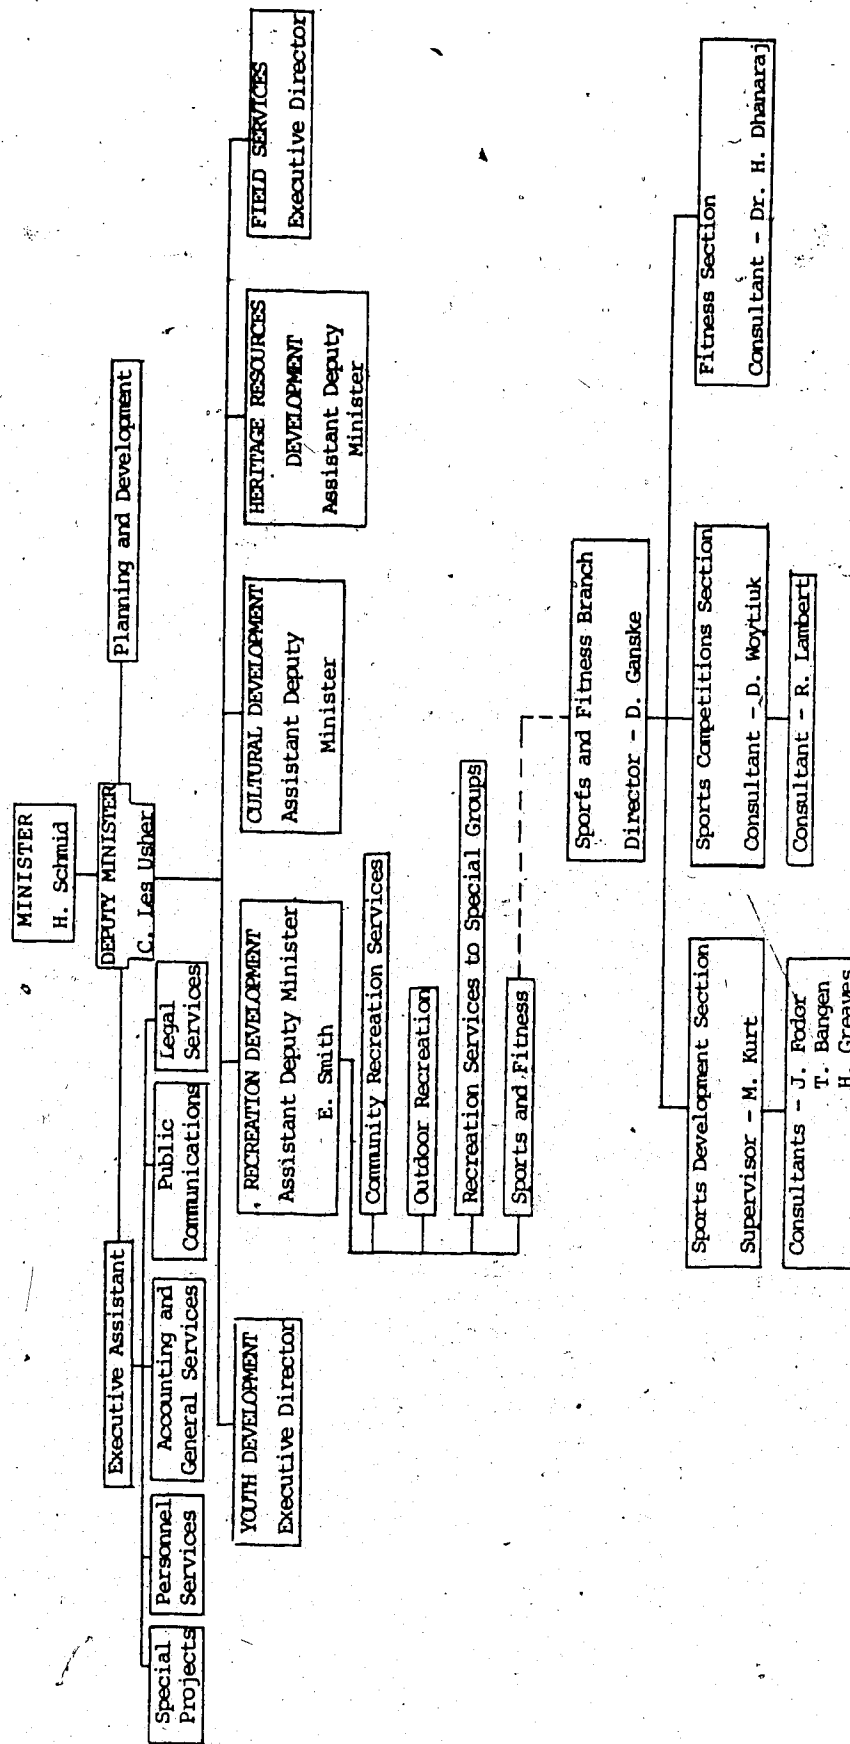 MINISTER
H. Schmid
DEPUTY MINISTER
C. Les Usher
Executive Assistant
Planning and Development
Special
Projects
Personnel
Services
Accounting and
General Services
Public
Communications
Legal
Services
YOUTH DEVELOPMENT
Executive Director
RECREATION DEVELOPMENT
Assistant Deputy Minister
E. Smith
CULTURAL DEVELOPMENT
Assistant Deputy
Minister
HERITAGE RESOURCES
DEVELOPMENT
Assistant Deputy
Minister
FIELD SERVICES
Executive Director
Community Recreation Services
Outdoor Recreation
Recreation Services to Special Groups
Sports and Fitness
Sports and Fitness Branch
Director - D. Ganske
Sports Development Section
Supervisor - M. Kurt
Consultants - J. Fodor
T. Bangen
H. Greaves
Sports Competitions Section
Consultant - D. Woytiuk
Consultant - R. Lambert
Fitness Section
Consultant - Dr. H. Dhanaraj